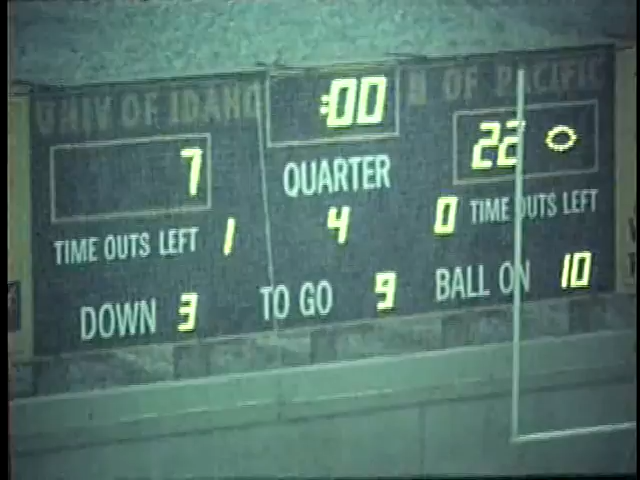 UNIV OF IDAHO :00 U OF PACIFIC
7 QUARTER 22
TIME OUTS LEFT 1 4 0 TIME OUTS LEFT
DOWN 3 TO GO 9 BALL ON 10